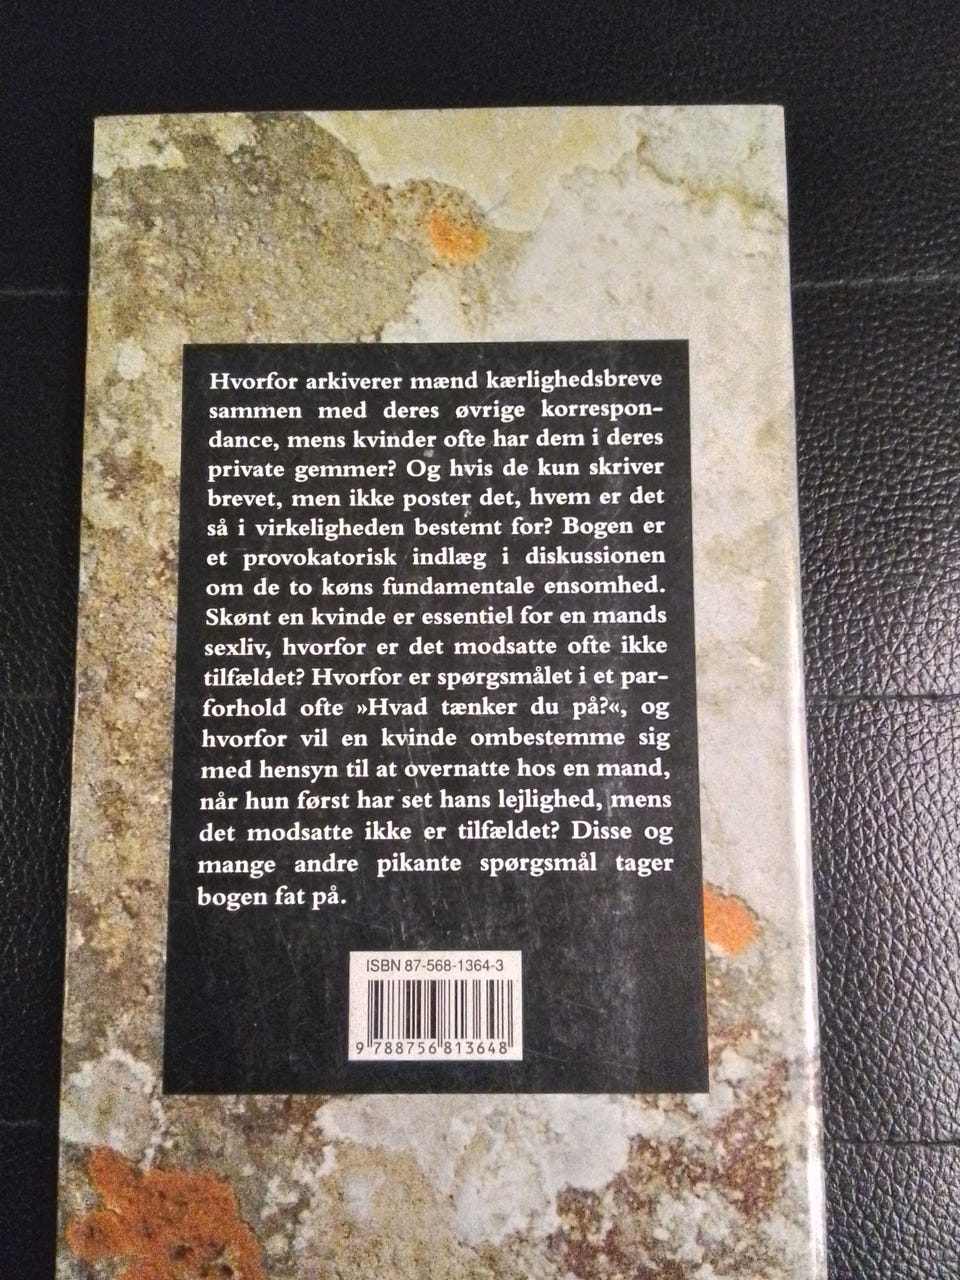 Hvorfor arkiverer mænd kærlighedsbreve
sammen med deres øvrige korrespon-
dance, mens kvinder ofte har dem i deres
private gemmer? Og hvis de kun skriver
brevet, men ikke poster det, hvem er det
så i virkeligheden bestemt for? Bogen er
et provokatorisk indlæg i diskussionen
om de to køns fundamentale ensomhed.
Skønt en kvinde er essentiel for en mands
sexliv, hvorfor er det modsatte ofte ikke
tilfældet? Hvorfor er spørgsmålet i et par-
forhold ofte »Hvad tænker du på?«, og
hvorfor vil en kvinde ombestemme sig
med hensyn til at overnatte hos en mand,
når hun først har set hans lejlighed, mens
det modsatte ikke er tilfældet? Disse og
mange andre pikante spørgsmål tager
bogen fat på.
ISBN 87-568-1364-3
9 788756 813648